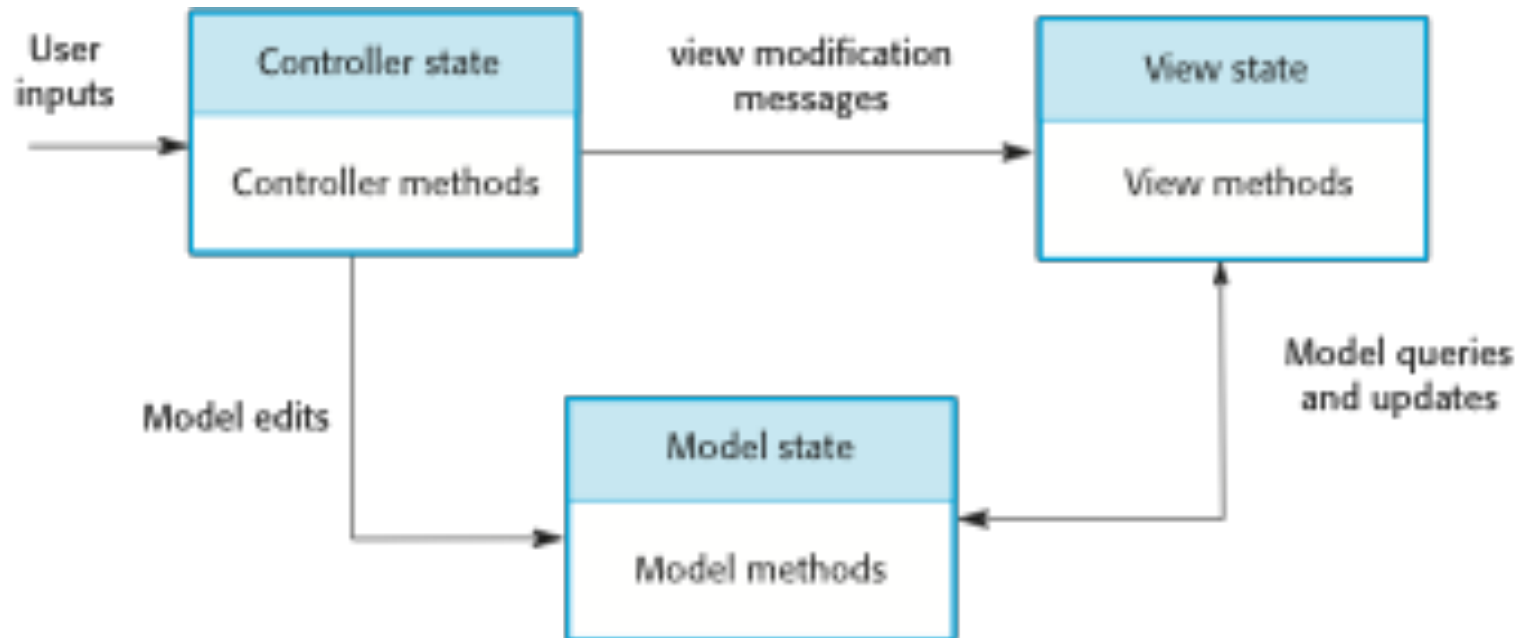 User
inputs
Controller state
Controller methods
view modification
messages
View state
View methods
Model edits
Model state
Model methods
Model queries
and updates